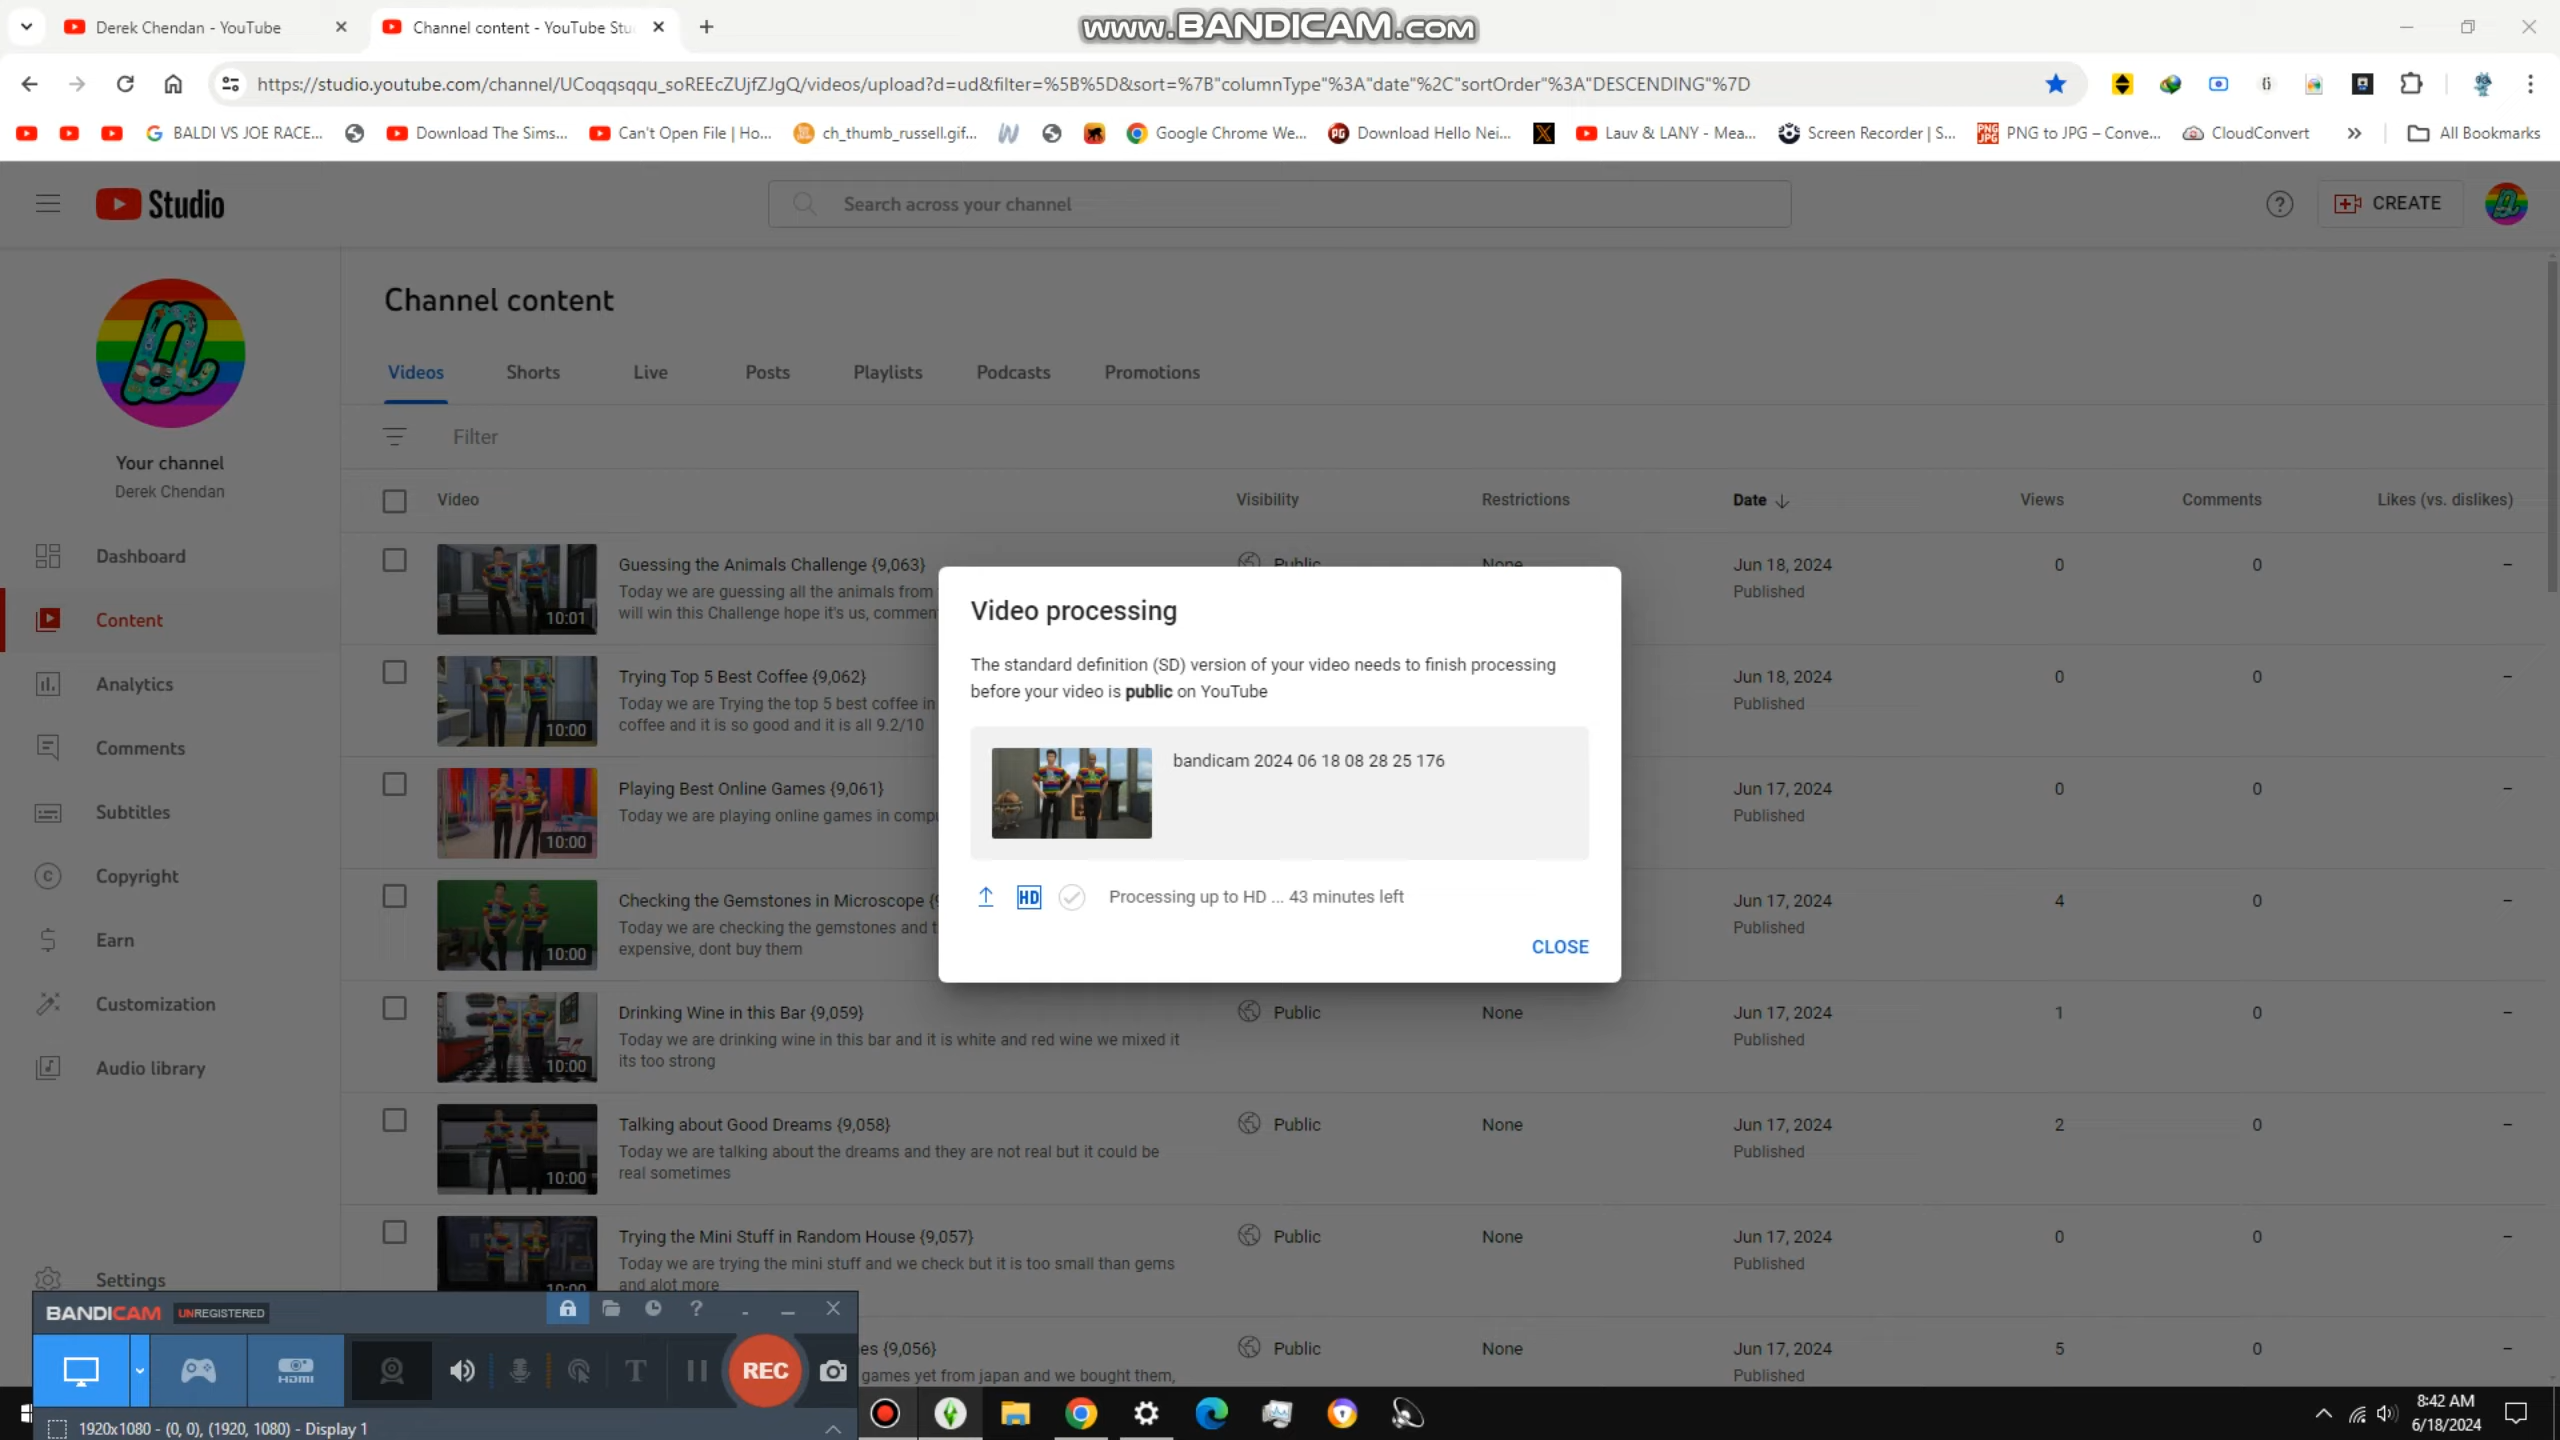 Derek Chendan - YouTube
Channel content - YouTube Stu
www.BANDICAM.com
https://studio.youtube.com/channel/UCoqqsqqu_soREEcZUjfZJgQ/videos/upload?d=ud&filter=%5B%5D&sort=%7B"columnType"%3A"date"%2C"sortOrder"%3A"DESCENDING"%7D
BALDI VS JOE RACE...
Download The Sims...
Can't Open File | Ho...
ch_thumb_russell.gif...
Google Chrome We...
Download Hello Nei...
Lauv & LANY - Mea...
Screen Recorder | S...
PNG to JPG – Conve...
CloudConvert
All Bookmarks
Studio
Search across your channel
CREATE
Your channel
Derek Chendan
Dashboard
Content
Analytics
Comments
Subtitles
Copyright
Earn
Customization
Audio library
Settings
Channel content
Videos Shorts Live Posts Playlists Podcasts Promotions
Filter
Video Visibility Restrictions Date Views Comments Likes (vs. dislikes)
10:01
Guessing the Animals Challenge {9,063} Public None Jun 18, 2024 0 0 –
Today we are guessing all the animals from Published
will win this Challenge hope it's us, commen
10:00
Trying Top 5 Best Coffee {9,062} Jun 18, 2024 0 0 –
Today we are Trying the top 5 best coffee in Published
coffee and it is so good and it is all 9.2/10
10:00
Playing Best Online Games {9,061} Jun 17, 2024 0 0 –
Today we are playing online games in compu Published
10:00
Checking the Gemstones in Microscope {9 Jun 17, 2024 4 0 –
Today we are checking the gemstones and t Published
expensive, dont buy them
10:00
Drinking Wine in this Bar {9,059} Public None Jun 17, 2024 1 0 –
Today we are drinking wine in this bar and it is white and red wine we mixed it Published
its too strong
10:00
Talking about Good Dreams {9,058} Public None Jun 17, 2024 2 0 –
Today we are talking about the dreams and they are not real but it could be Published
real sometimes
10:00
Trying the Mini Stuff in Random House {9,057} Public None Jun 17, 2024 0 0 –
Today we are trying the mini stuff and we check but it is too small than gems Published
and alot more
10:00
es {9,056} Public None Jun 17, 2024 5 0 –
games yet from japan and we bought them, Published
Video processing
The standard definition (SD) version of your video needs to finish processing
before your video is public on YouTube
bandicam 2024 06 18 08 28 25 176
HD Processing up to HD ... 43 minutes left
CLOSE
BANDICAM UNREGISTERED
HDMI
REC
1920x1080 - (0, 0), (1920, 1080) - Display 1
8:42 AM
6/18/2024